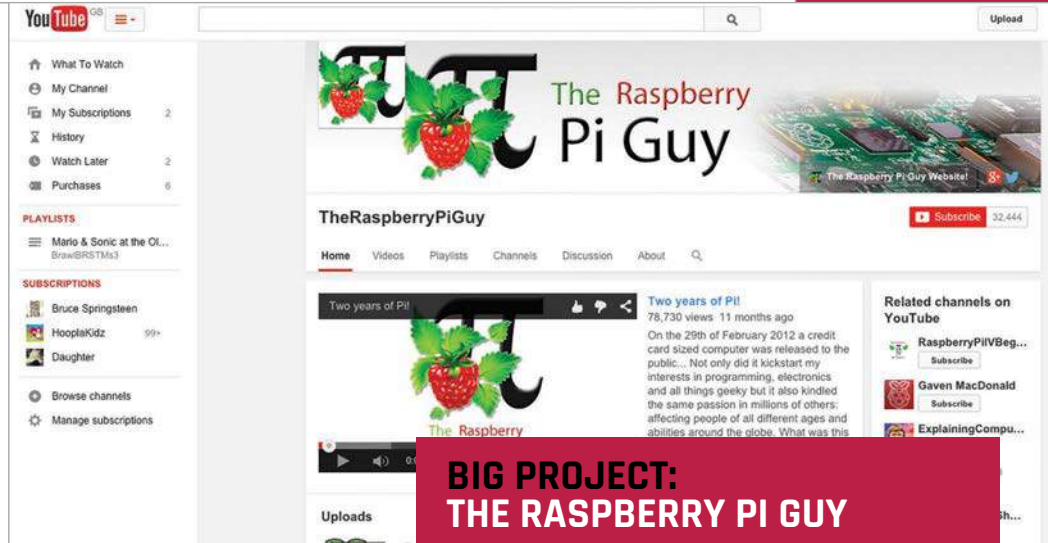 YouTube GB
Upload
What To Watch
My Channel
My Subscriptions 2
History
Watch Later 2
Purchases 6
PLAYLISTS
Mario & Sonic at the Ol...
BrawlBRSTMs3
SUBSCRIPTIONS
Bruce Springsteen
HooplaKidz 99+
Daughter
Browse channels
Manage subscriptions
The Raspberry
Pi Guy
The Raspberry Pi Guy Website!
TheRaspberryPiGuy
Subscribe 32,444
Home Videos Playlists Channels Discussion About
Two years of Pi!
The Raspberry
Two years of Pi!
78,730 views 11 months ago
On the 29th of February 2012 a credit
card sized computer was released to the
public... Not only did it kickstart my
interests in programming, electronics
and all things geeky but it also kindled
the same passion in millions of others:
affecting people of all different ages and
abilities around the globe. What was this
Related channels on
YouTube
RaspberryPiIVBeg...
Subscribe
Gaven MacDonald
Subscribe
ExplainingCompu...
Uploads
BIG PROJECT:
THE RASPBERRY PI GUY